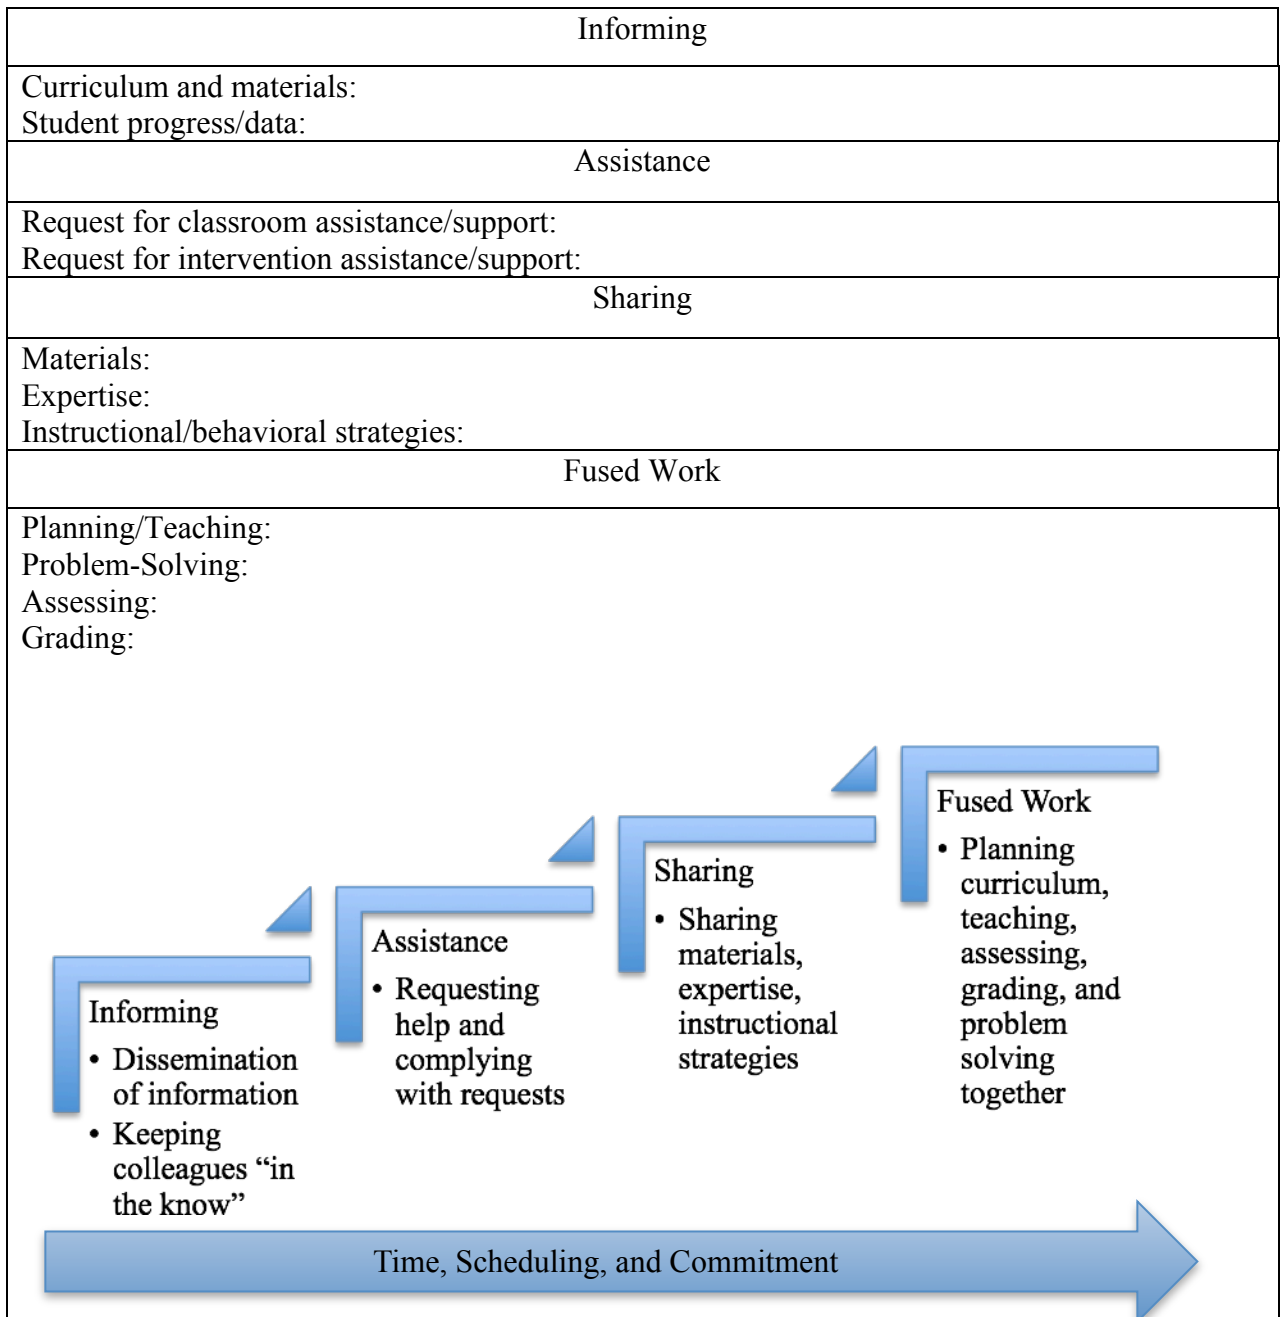 Informing
Curriculum and materials:
Student progress/data:
Assistance
Request for classroom assistance/support:
Request for intervention assistance/support:
Sharing
Materials:
Expertise:
Instructional/behavioral strategies:
Fused Work
Planning/Teaching:
Problem-Solving:
Assessing:
Grading:
Informing
• Dissemination
of information
• Keeping
colleagues “in
the know”
Assistance
• Requesting
help and
complying
with requests
Sharing
• Sharing
materials,
expertise,
instructional
strategies
Fused Work
• Planning
curriculum,
teaching,
assessing,
grading, and
problem
solving
together
Time, Scheduling, and Commitment